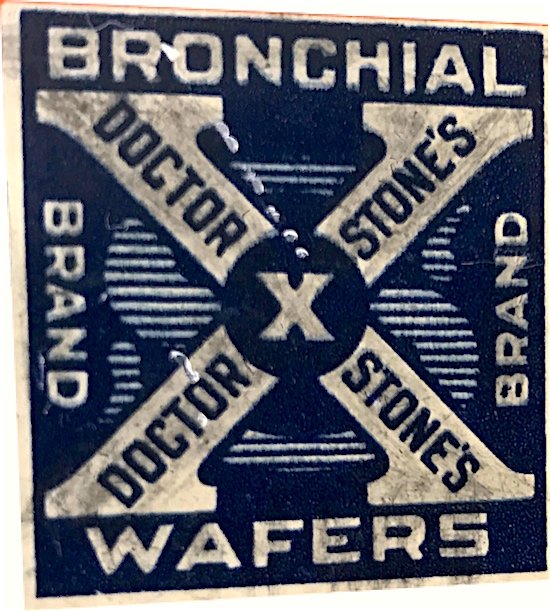 BRONCHIAL
DOCTOR STONE'S
BRAND
X
BRAND
DOCTOR STONE'S
WAFERS